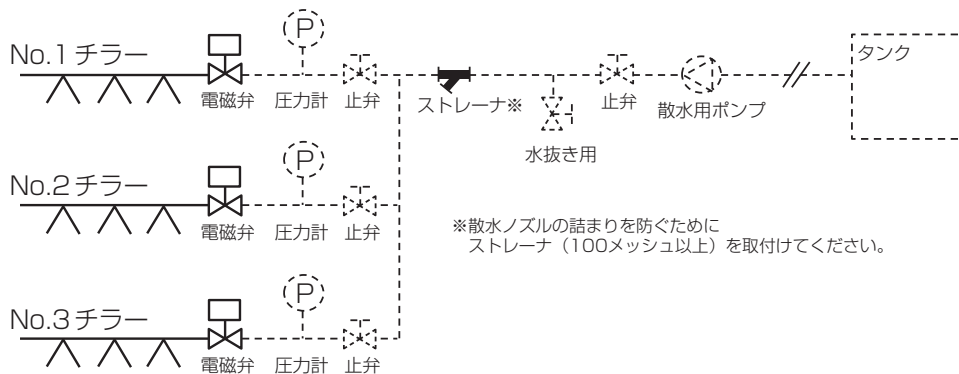 No.1 チラー
P
電磁弁
圧力計
止弁
ストレーナ※
水抜き用
止弁
散水用ポンプ
タンク
No.2 チラー
P
電磁弁
圧力計
止弁
※散水ノズルの詰まりを防ぐために
ストレーナ（100メッシュ以上）を取付けてください。
No.3 チラー
P
電磁弁
圧力計
止弁